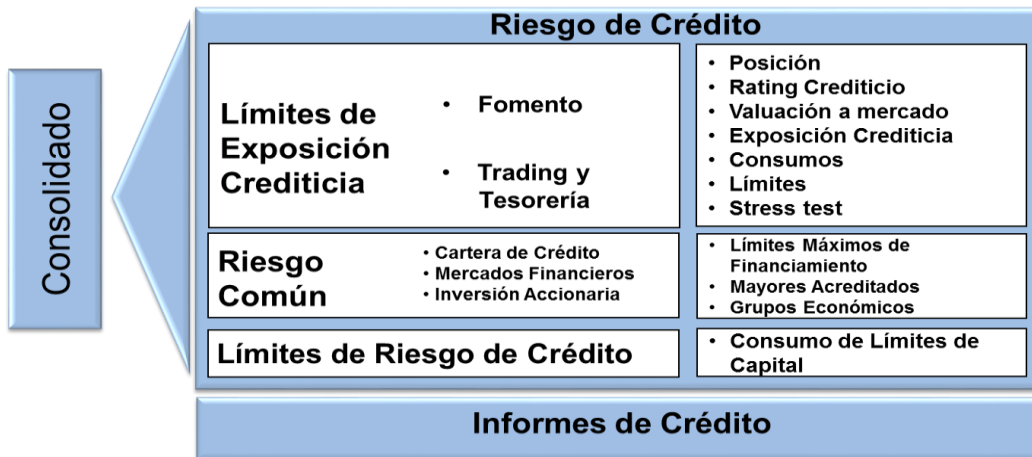 Consolidado
Riesgo de Crédito
Límites de
Exposición
Crediticia
• Fomento
• Trading y
Tesorería
• Posición
• Rating Crediticio
• Valuación a mercado
• Exposición Crediticia
• Consumos
• Límites
• Stress test
Riesgo
Común
• Cartera de Crédito
• Mercados Financieros
• Inversión Accionaria
• Límites Máximos de
Financiamiento
• Mayores Acreditados
• Grupos Económicos
Límites de Riesgo de Crédito
• Consumo de Límites de
Capital
Informes de Crédito